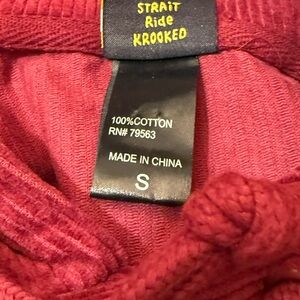 STRAIT
Ride
KROOKED
100%COTTON
RN# 79563
MADE IN CHINA
S